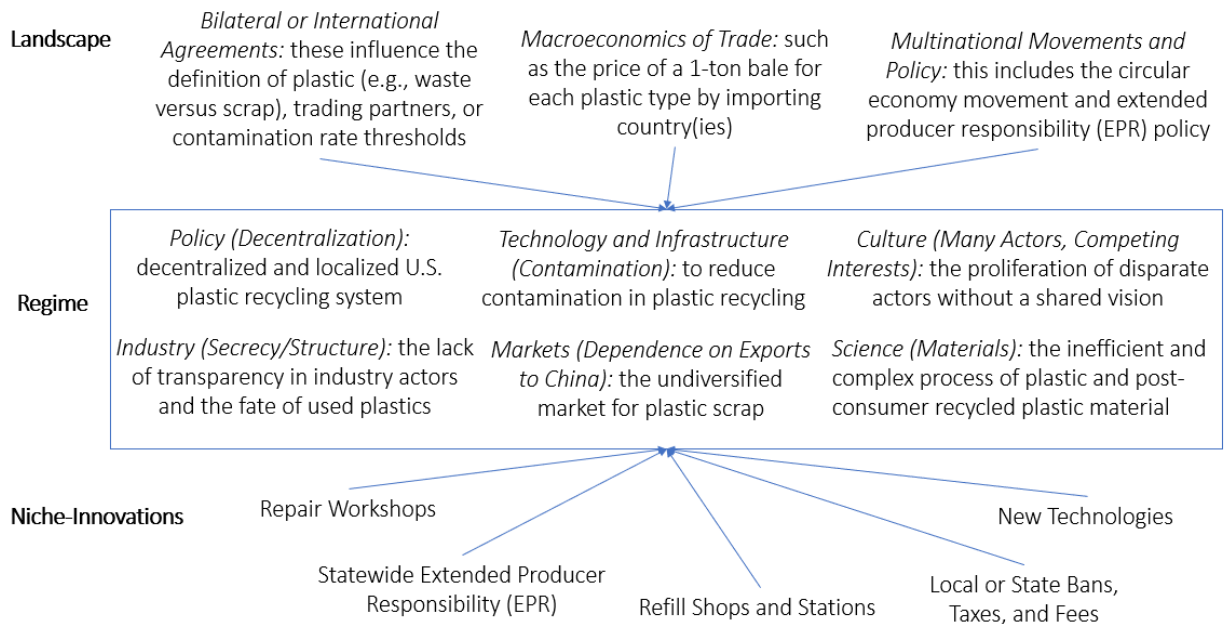 Landscape
Bilateral or International
Agreements: these influence the
definition of plastic (e.g., waste
versus scrap), trading partners, or
contamination rate thresholds
Macroeconomics of Trade: such
as the price of a 1-ton bale for
each plastic type by importing
country(ies)
Multinational Movements and
Policy: this includes the circular
economy movement and extended
producer responsibility (EPR) policy
Regime
Policy (Decentralization):
decentralized and localized U.S.
plastic recycling system
Technology and Infrastructure
(Contamination): to reduce
contamination in plastic recycling
Culture (Many Actors, Competing
Interests): the proliferation of disparate
actors without a shared vision
Industry (Secrecy/Structure): the lack
of transparency in industry actors
and the fate of used plastics
Markets (Dependence on Exports
to China): the undiversified
market for plastic scrap
Science (Materials): the inefficient and
complex process of plastic and post-
consumer recycled plastic material
Niche-Innovations
Repair Workshops
Statewide Extended Producer
Responsibility (EPR)
Refill Shops and Stations
Local or State Bans,
Taxes, and Fees
New Technologies